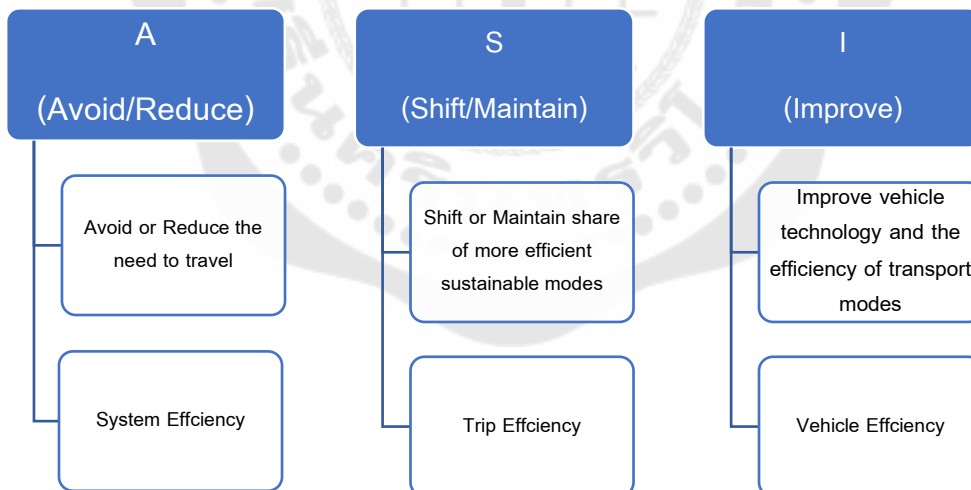 A
(Avoid/Reduce)
Avoid or Reduce the
need to travel
System Effciency
S
(Shift/Maintain)
Shift or Maintain share
of more efficient
sustainable modes
Trip Effciency
I
(Improve)
Improve vehicle
technology and the
efficiency of transport
modes
Vehicle Effciency